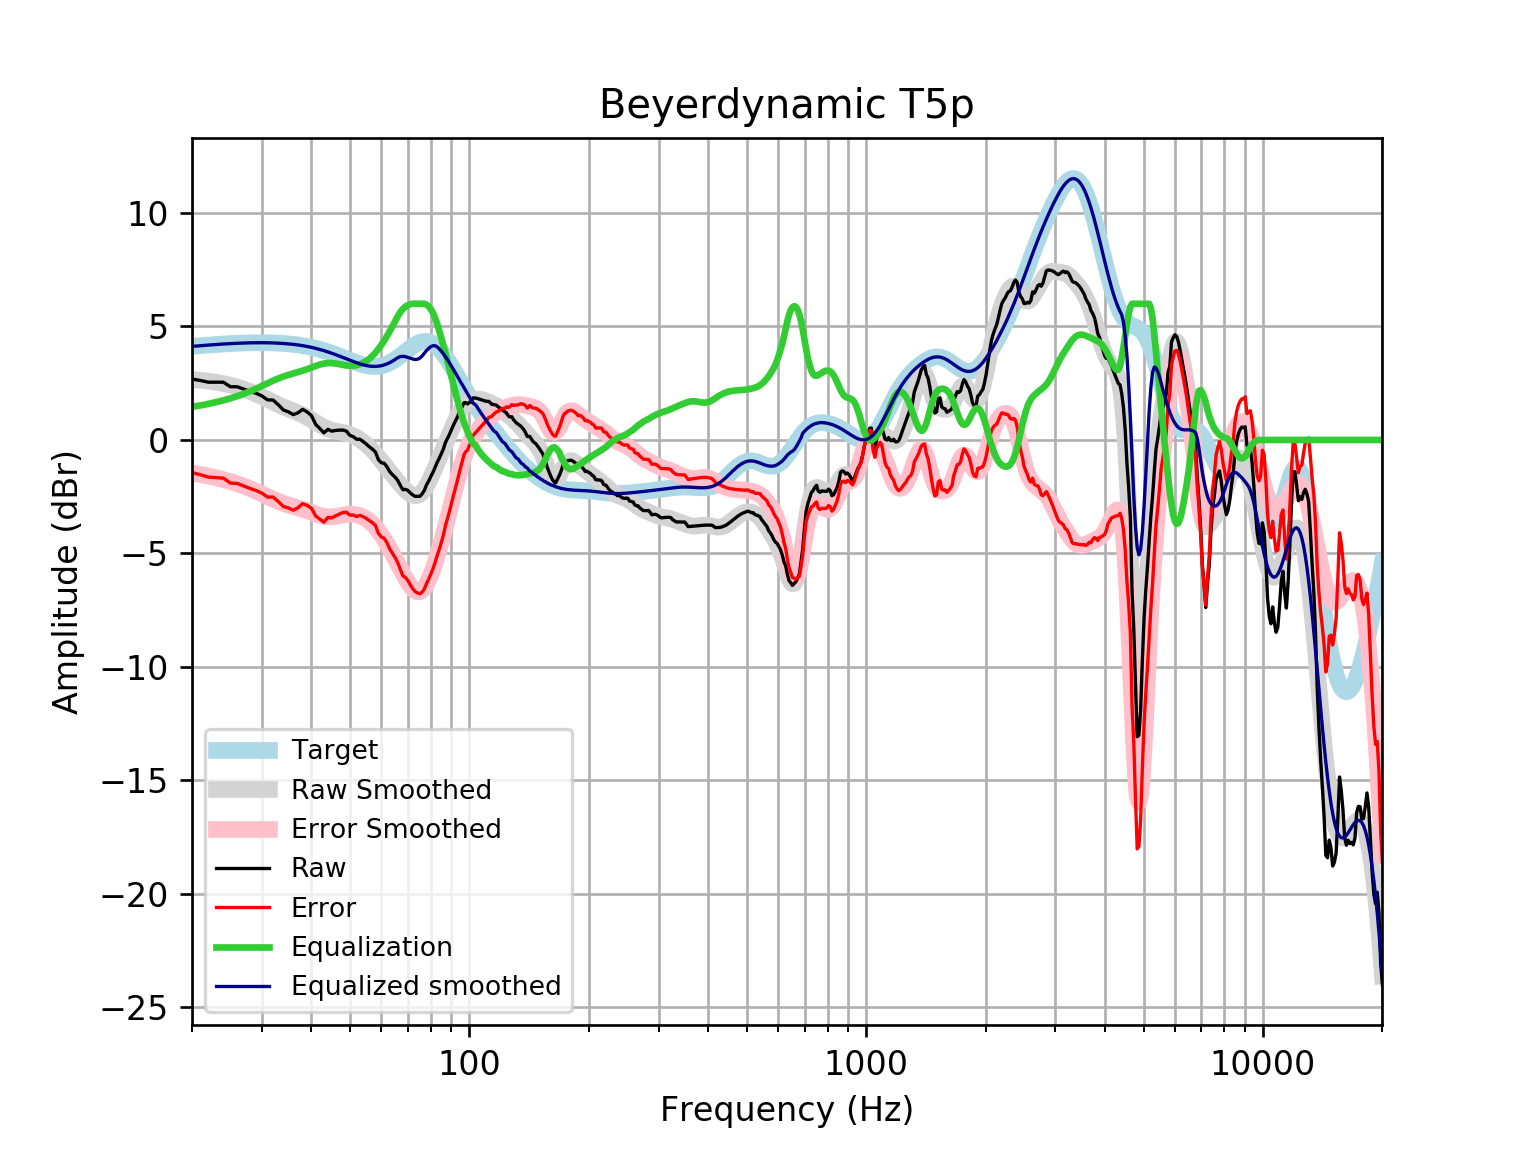 Beyerdynamic T5p
10
5
0
−5
−10
−15
−20
−25
Amplitude (dBr)
Target
Raw Smoothed
Error Smoothed
Raw
Error
Equalization
Equalized smoothed
100
1000
10000
Frequency (Hz)